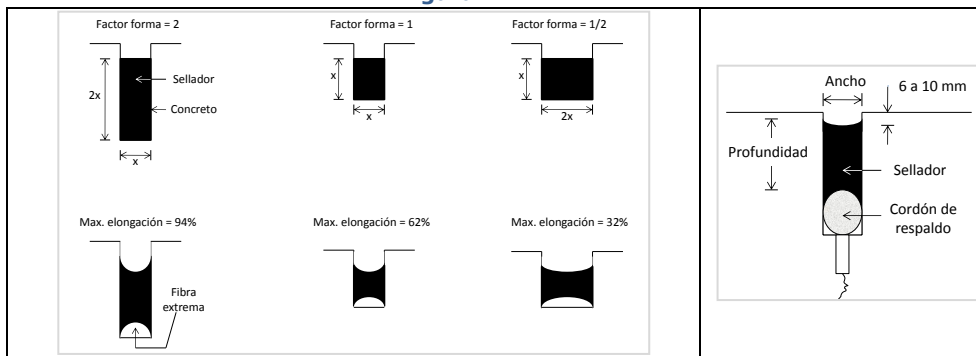 Factor forma = 2
Factor forma = 1
Factor forma = 1/2
Sellador
Concreto
2x
x
x
x
x
2x
Max. elongación = 94%
Max. elongación = 62%
Max. elongación = 32%
Fibra
extrema
Ancho
6 a 10 mm
Profundidad
Sellador
Cordón de
respaldo